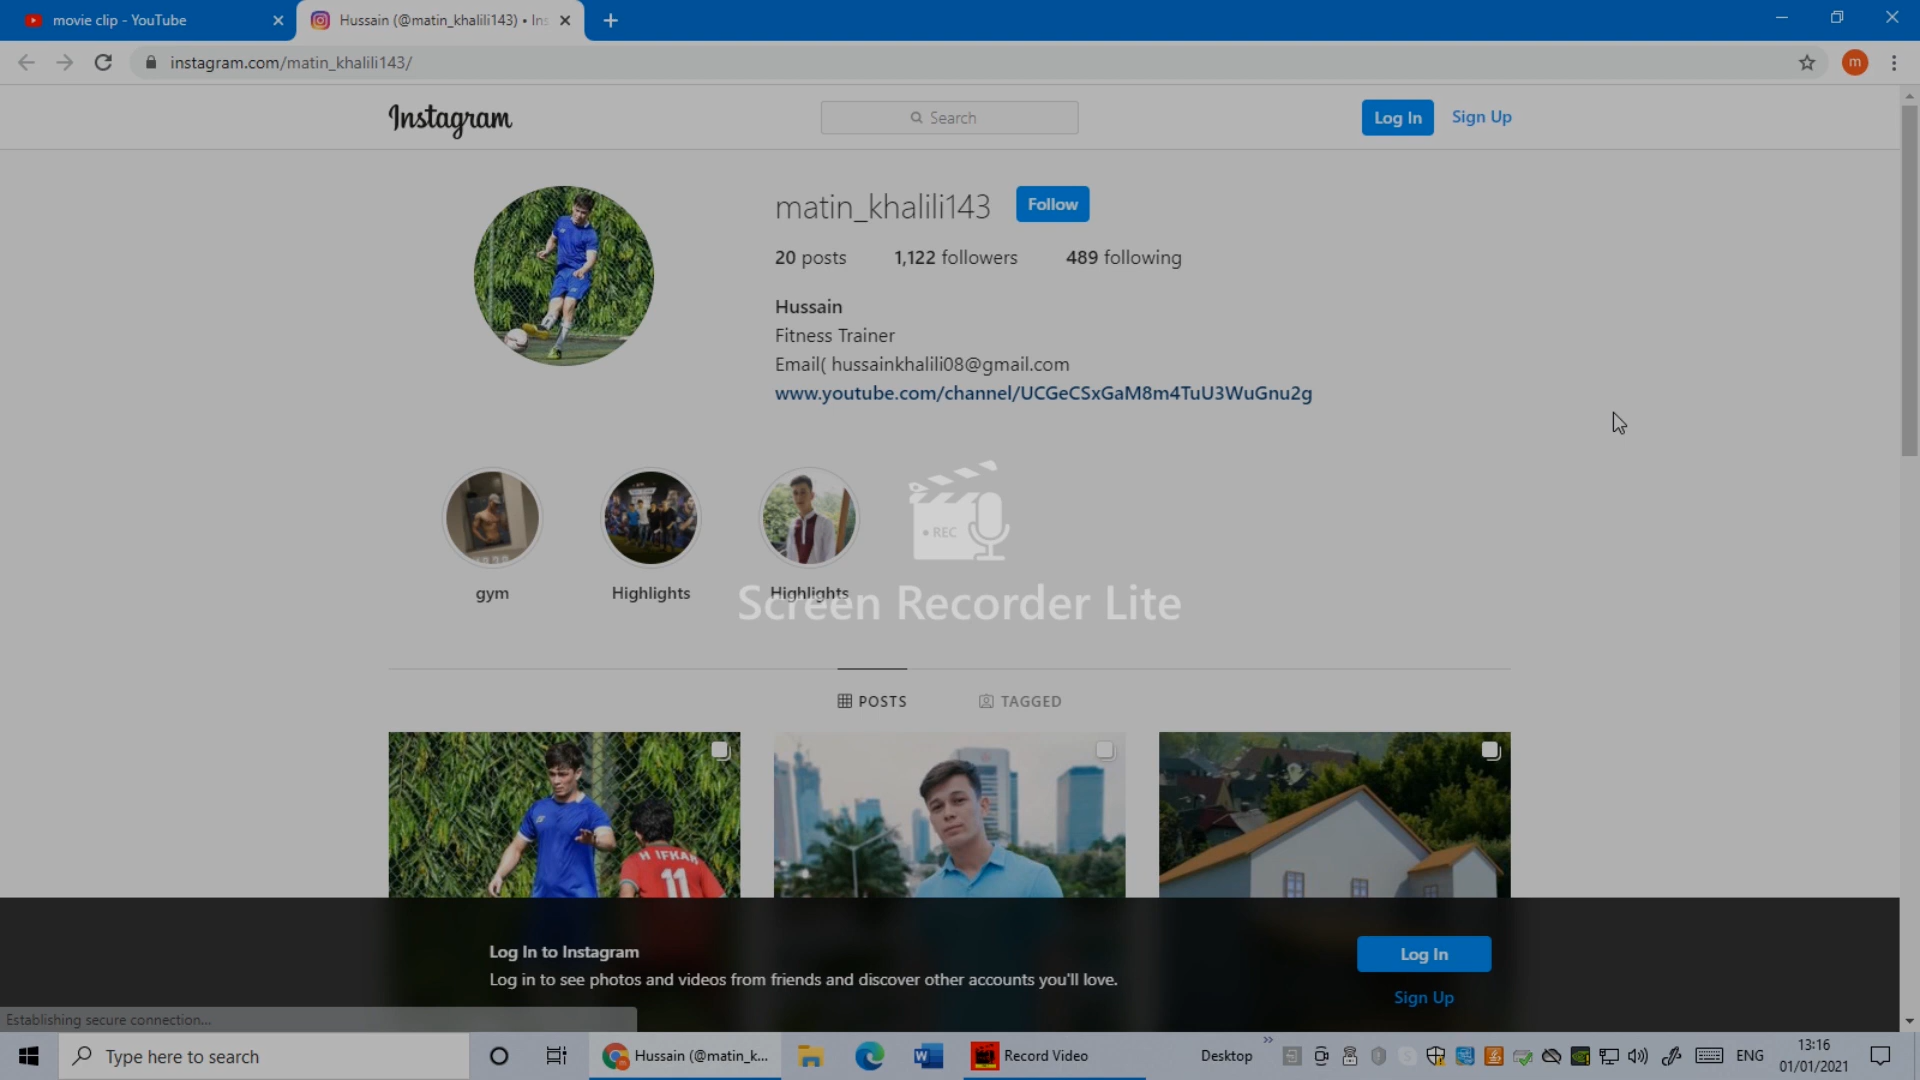 movie clip - YouTube
Hussain (@matin_khalili143) • Ins
instagram.com/matin_khalili143/
m
Instagram
Search
Log In
Sign Up
matin_khalili143
Follow
20 posts 1,122 followers 489 following
Hussain
Fitness Trainer
Email( hussainkhalili08@gmail.com
www.youtube.com/channel/UCGeCSxGaM8m4TuU3WuGnu2g
REC
gym
Highlights
Highlights
Screen Recorder Lite
POSTS
TAGGED
H IFKAR
11
Log In to Instagram
Log in to see photos and videos from friends and discover other accounts you'll love.
Log In
Sign Up
Establishing secure connection...
Type here to search
Hussain (@matin_k...
Record Video
Desktop
ENG
13:16
01/01/2021